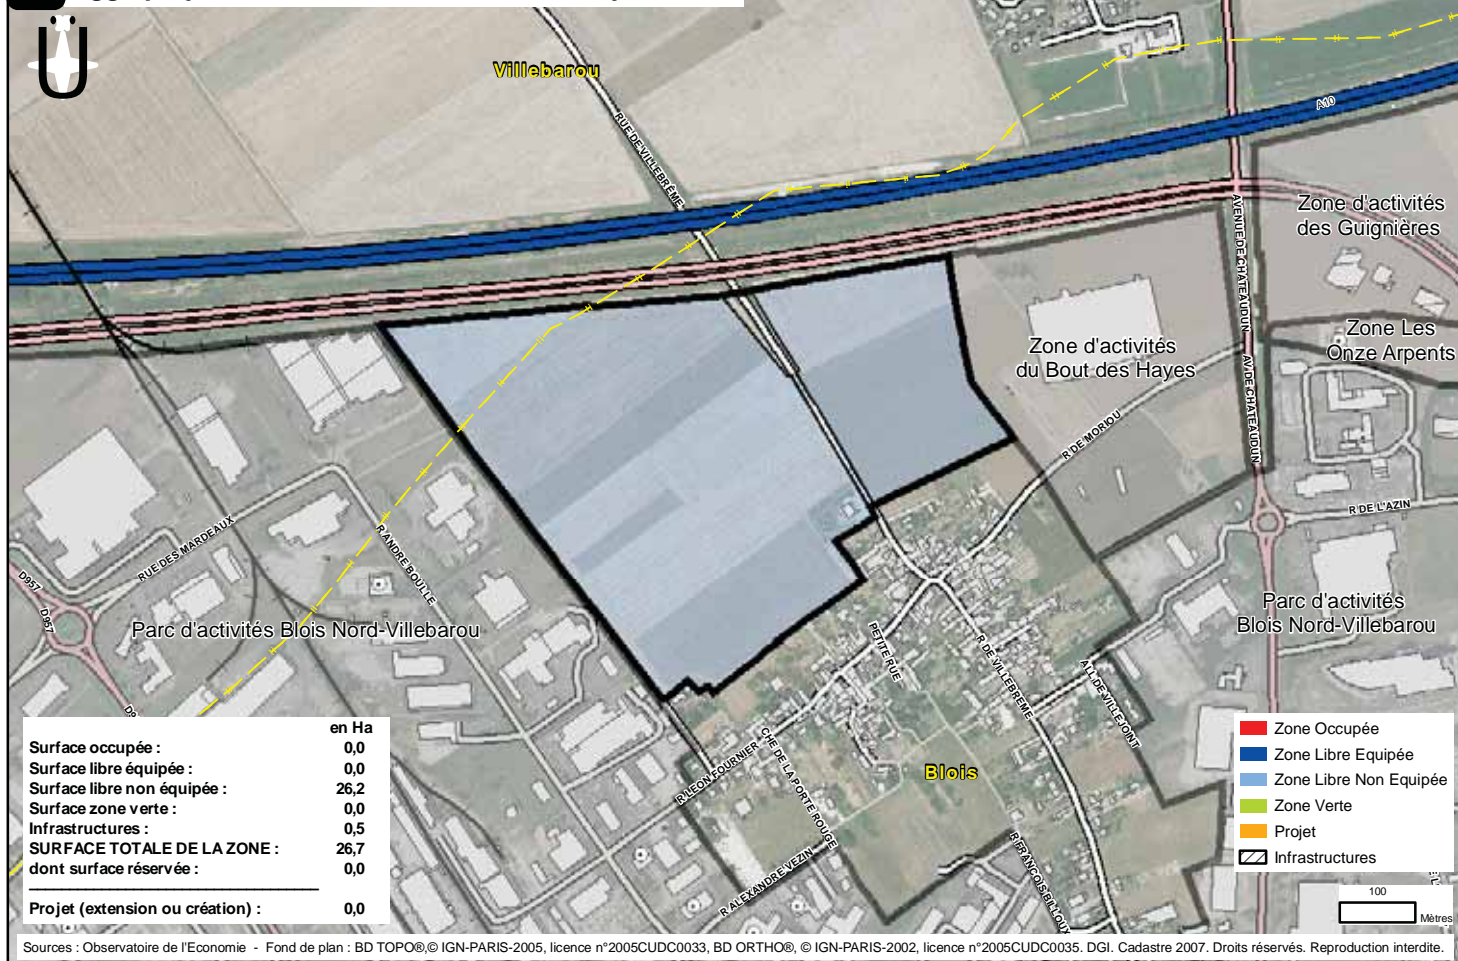 Ü
Villebarou
RUE DE VILLEBRÊME
A10
AVENUE DE CHATEAUDUN
AV DE CHATEAUDUN
Zone d'activités
des Guignières
Zone Les
Onze Arpents
Zone d'activités
du Bout des Hayes
R DE MORIOU
R DE L'AZIN
RUE DES MARDEAUX
R ANDRE BOULLE
D957
D957
Parc d'activités Blois Nord-Villebarou
Parc d'activités
Blois Nord-Villebarou
PETITE RUE
R DE VILLEBREME
ALL DE VILLEJOINT
R LEON FOURNIER
CHE DE LA PORTE ROUGE
Blois
R ALEXANDRE VEZIN
R FRANCOIS BILLOUX
en Ha
Surface occupée : 0,0
Surface libre équipée : 0,0
Surface libre non équipée : 26,2
Surface zone verte : 0,0
Infrastructures : 0,5
SURFACE TOTALE DE LA ZONE : 26,7
dont surface réservée : 0,0
Projet (extension ou création) : 0,0
Zone Occupée
Zone Libre Equipée
Zone Libre Non Equipée
Zone Verte
Projet
Infrastructures
100
Mètres
Sources : Observatoire de l'Economie - Fond de plan : BD TOPO®,© IGN-PARIS-2005, licence n°2005CUDC0033, BD ORTHO®, © IGN-PARIS-2002, licence n°2005CUDC0035. DGI. Cadastre 2007. Droits réservés. Reproduction interdite.